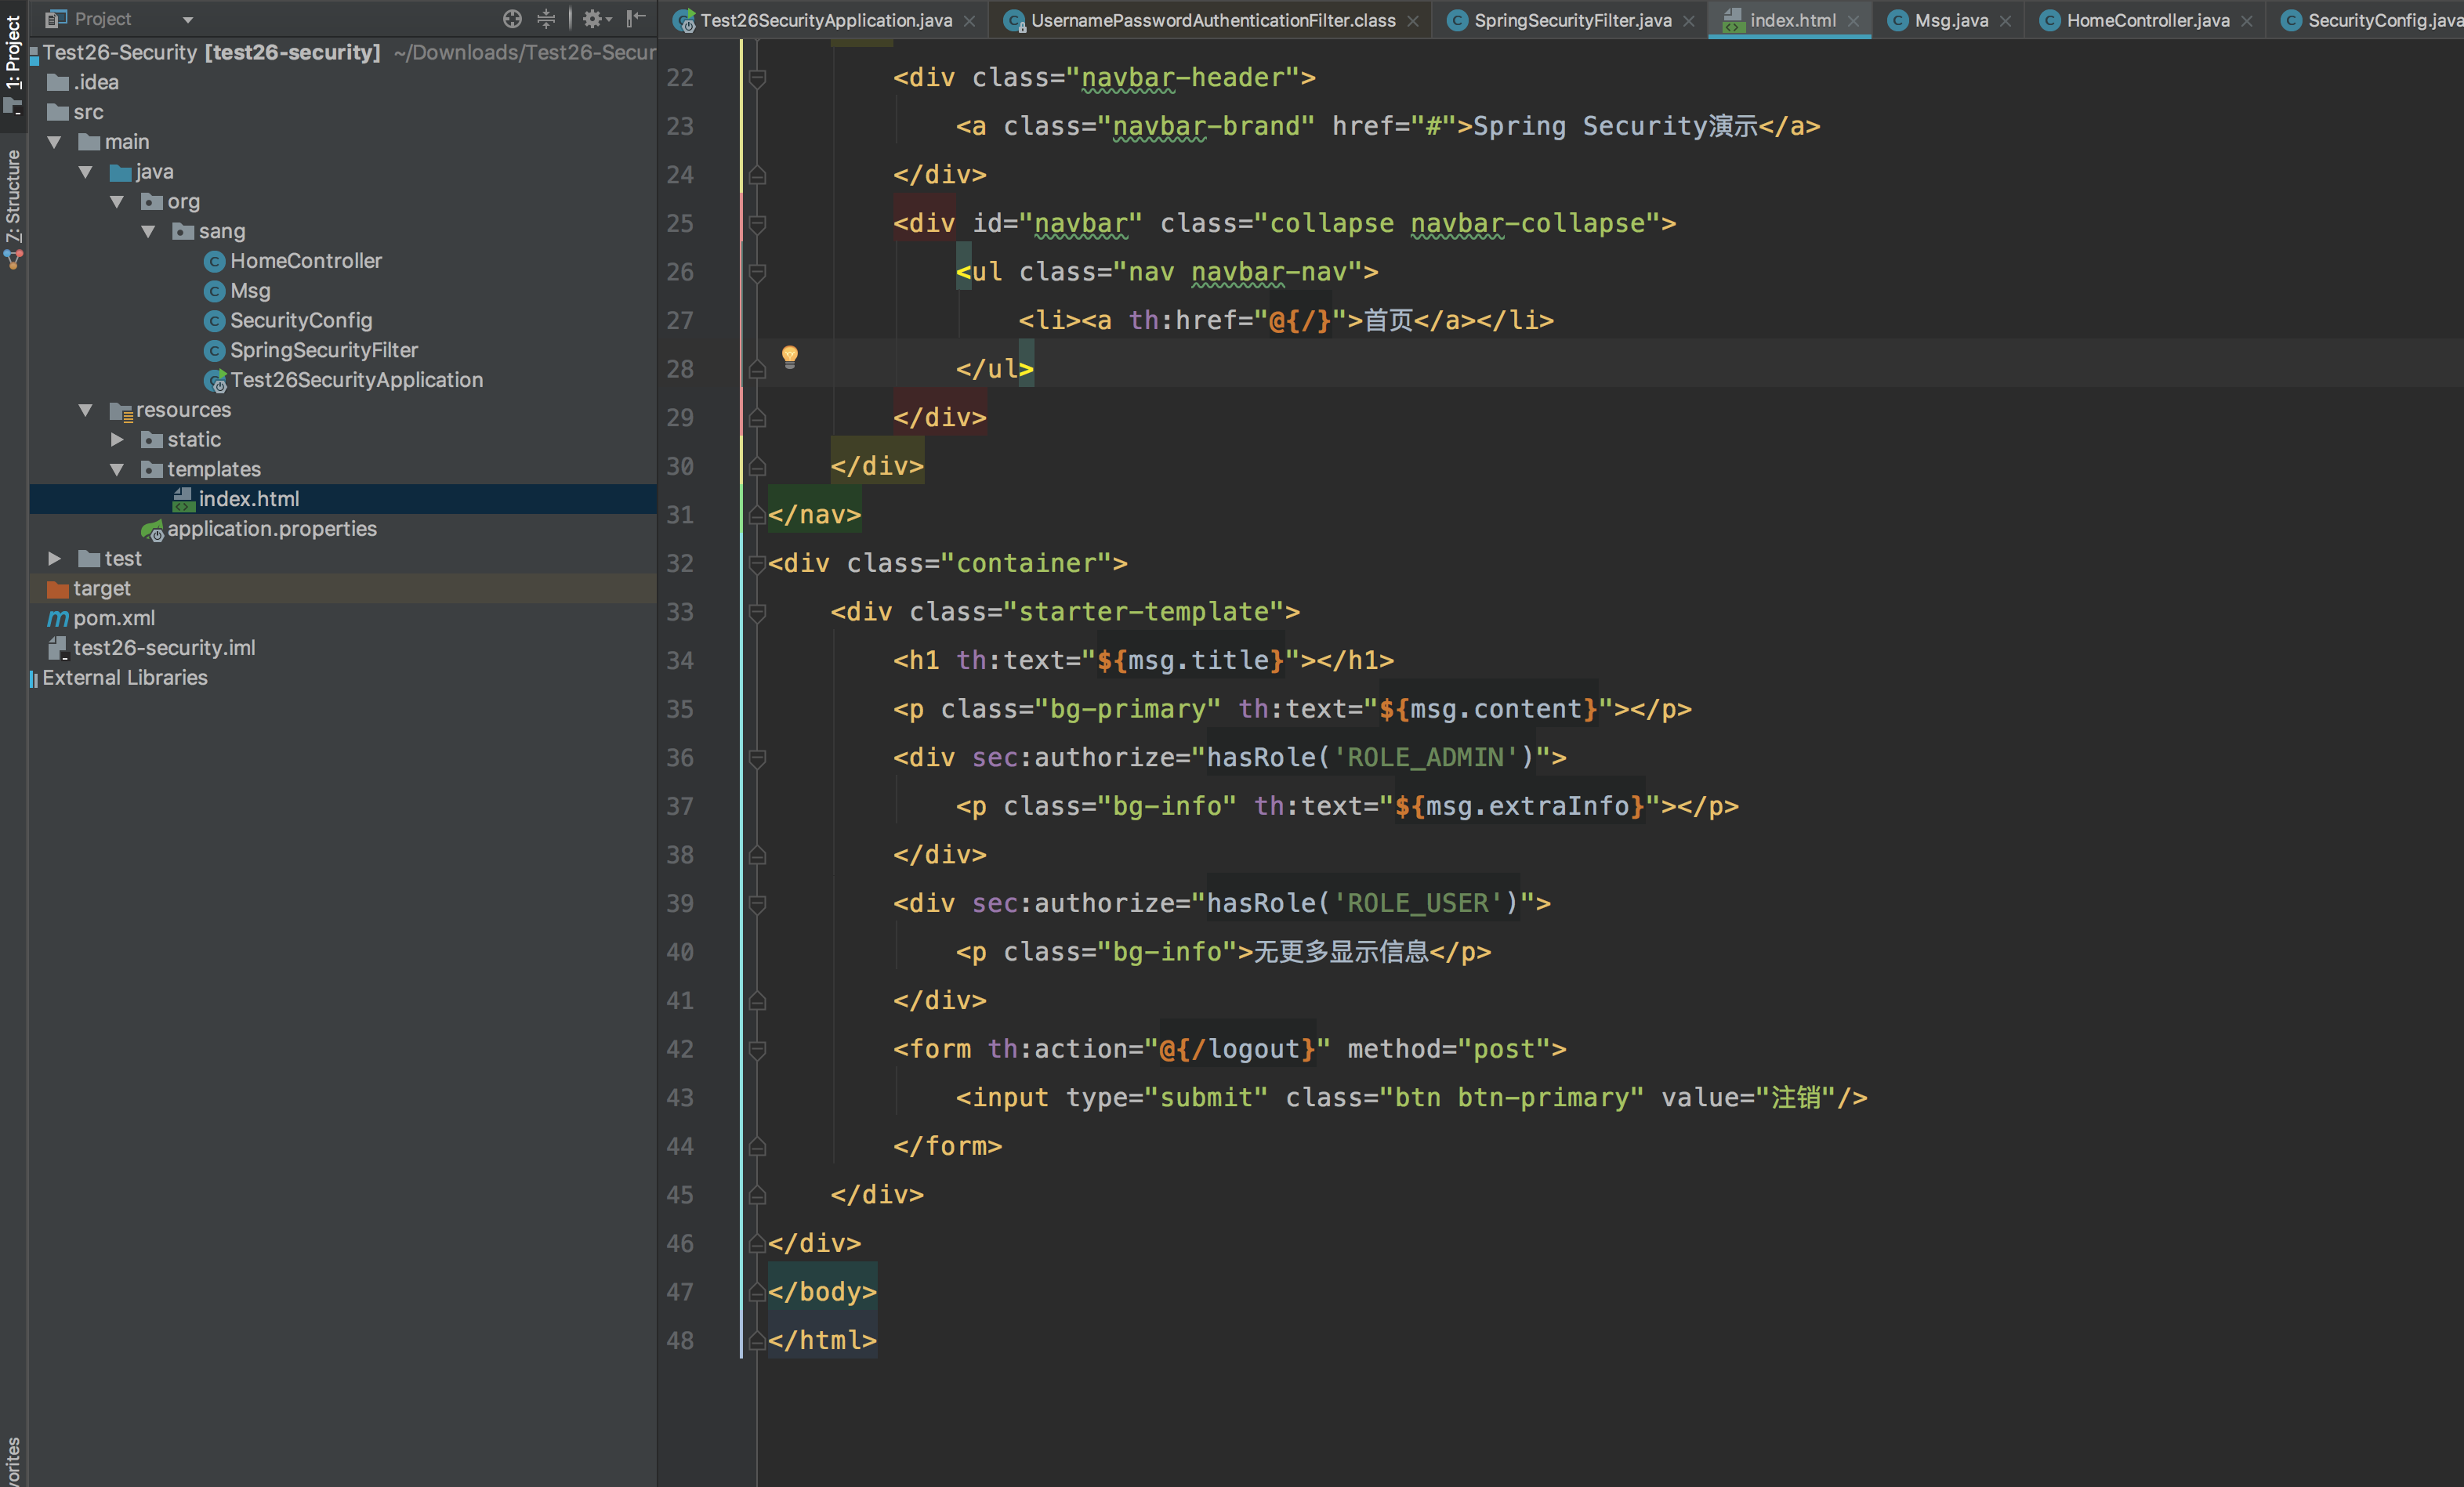 Project
Test26SecurityApplication.java
UsernamePasswordAuthenticationFilter.class
SpringSecurityFilter.java
index.html
Msg.java
HomeController.java
SecurityConfig.java
1: Project
Z: Structure
Test26-Security [test26-security] ~/Downloads/Test26-Secur
.idea
src
main
java
org
sang
HomeController
Msg
SecurityConfig
SpringSecurityFilter
Test26SecurityApplication
resources
static
templates
index.html
application.properties
test
target
pom.xml
test26-security.iml
External Libraries
22 <div class="navbar-header">
23 <a class="navbar-brand" href="#">Spring Security演示</a>
24 </div>
25 <div id="navbar" class="collapse navbar-collapse">
26 <ul class="nav navbar-nav">
27 <li><a th:href="@{/}">首页</a></li>
28 </ul>
29 </div>
30 </div>
31 </nav>
32 <div class="container">
33 <div class="starter-template">
34 <h1 th:text="${msg.title}"></h1>
35 <p class="bg-primary" th:text="${msg.content}"></p>
36 <div sec:authorize="hasRole('ROLE_ADMIN')">
37 <p class="bg-info" th:text="${msg.extraInfo}"></p>
38 </div>
39 <div sec:authorize="hasRole('ROLE_USER')">
40 <p class="bg-info">无更多显示信息</p>
41 </div>
42 <form th:action="@{/logout}" method="post">
43 <input type="submit" class="btn btn-primary" value="注销"/>
44 </form>
45 </div>
46 </div>
47 </body>
48 </html>
vorites